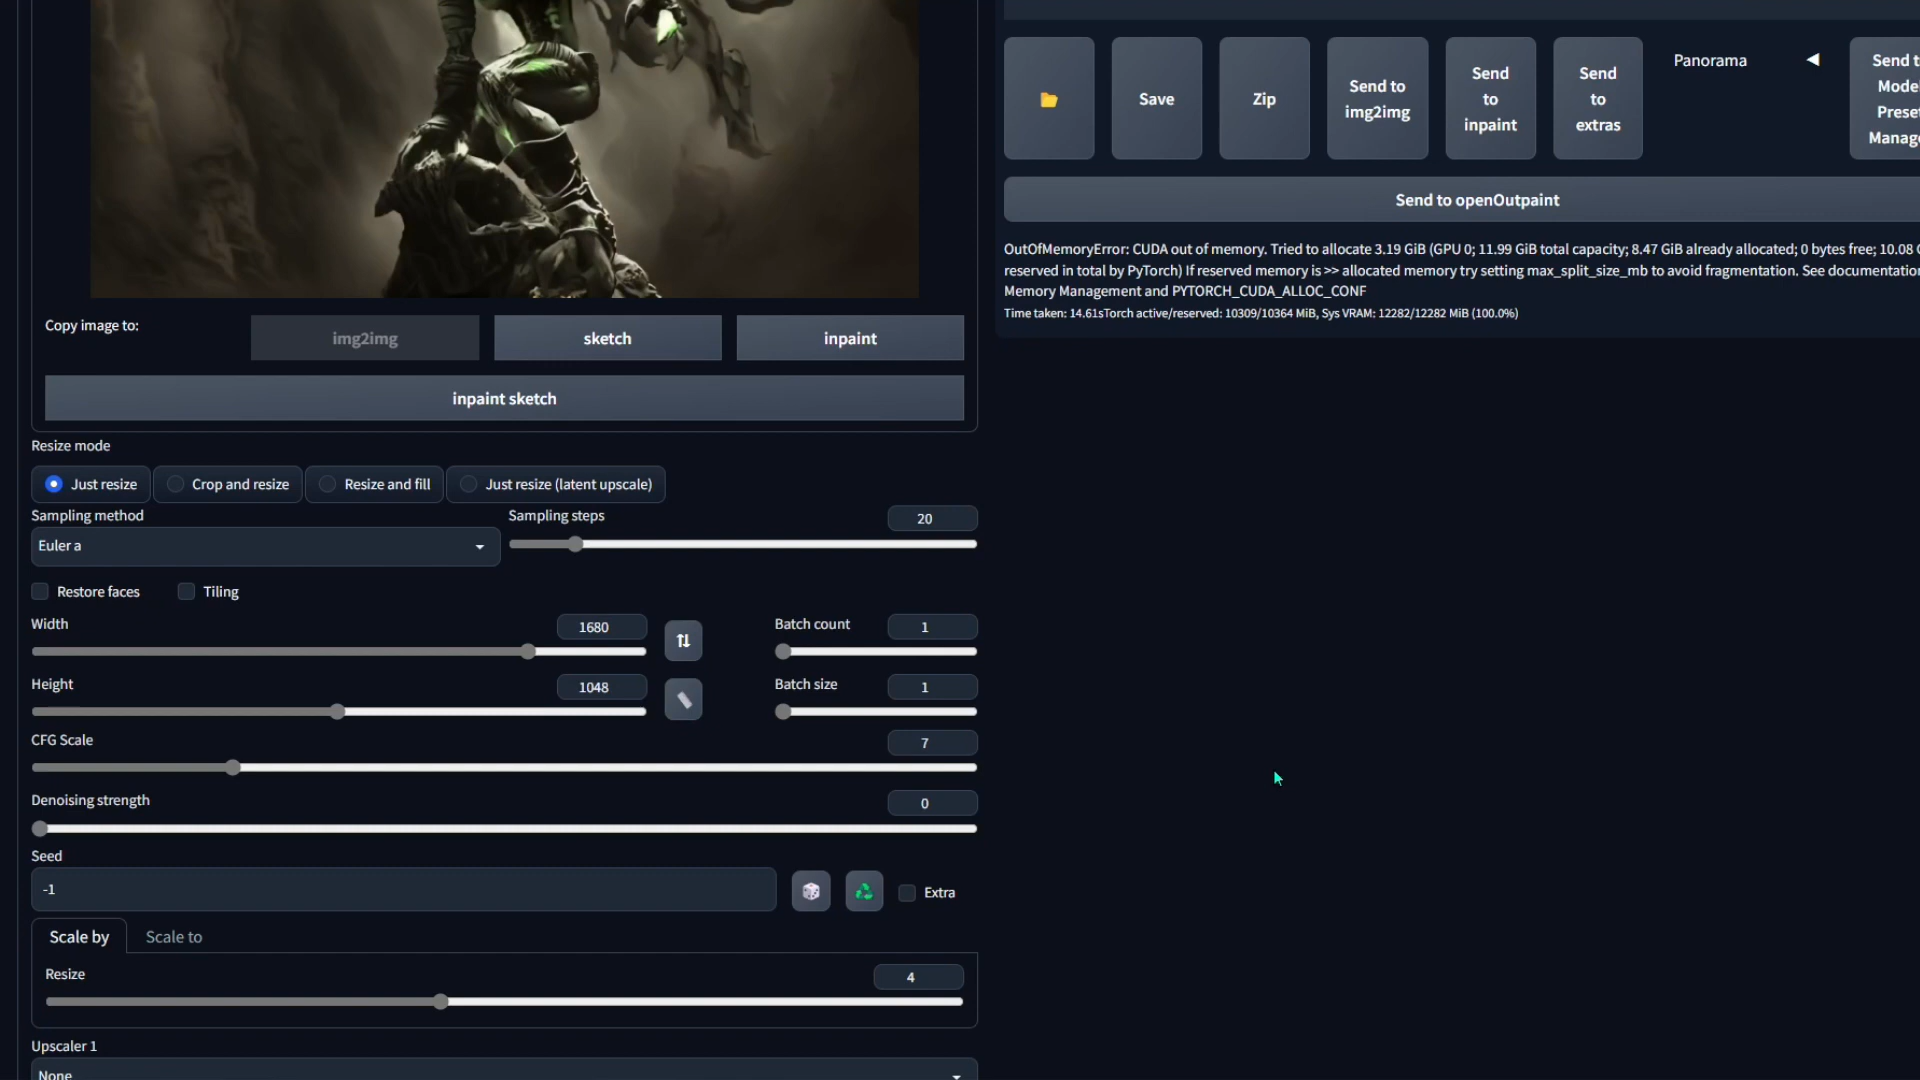 Save
Zip
Send to
img2img
Send
to
inpaint
Send
to
extras
Panorama
Send
Model
Preset
Manag
Send to openOutpaint
OutOfMemoryError: CUDA out of memory. Tried to allocate 3.19 GiB (GPU 0; 11.99 GiB total capacity; 8.47 GiB already allocated; 0 bytes free; 10.08
reserved in total by PyTorch) If reserved memory is >> allocated memory try setting max_split_size_mb to avoid fragmentation. See documentatio
Memory Management and PYTORCH_CUDA_ALLOC_CONF
Time taken: 14.61sTorch active/reserved: 10309/10364 MiB, Sys VRAM: 12282/12282 MiB (100.0%)
Copy image to:
img2img
sketch
inpaint
inpaint sketch
Resize mode
Just resize
Crop and resize
Resize and fill
Just resize (latent upscale)
Sampling method
Euler a
Sampling steps
20
Restore faces
Tiling
Width
1680
Batch count
1
Height
1048
Batch size
1
CFG Scale
7
Denoising strength
0
Seed
-1
Extra
Scale by
Scale to
Resize
4
Upscaler 1
None